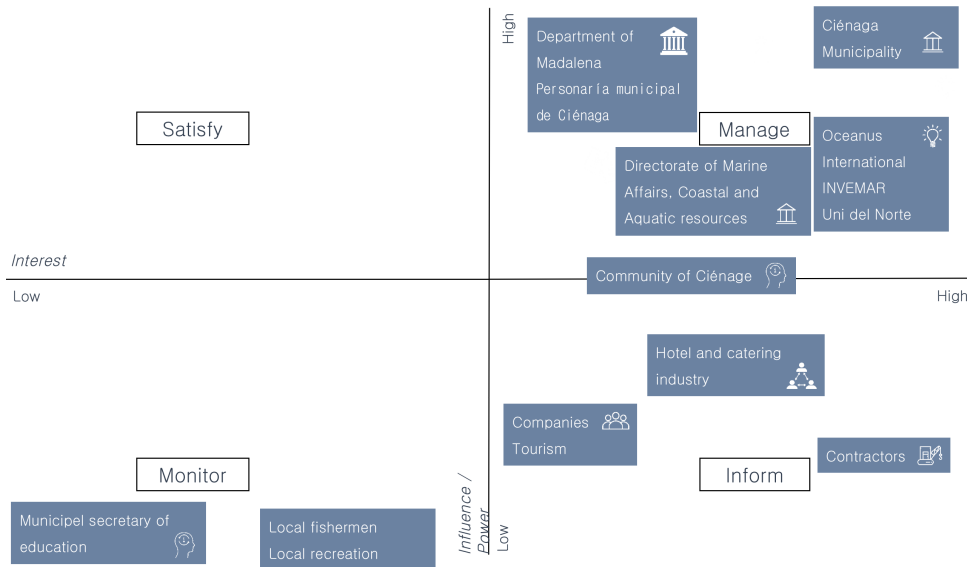 High
Department of
Madalena
Personaría municipal
de Ciénaga
Ciénaga
Municipality
Satisfy
Manage
Directorate of Marine
Affairs, Coastal and
Aquatic resources
Oceanus
International
INVEMAR
Uni del Norte
Interest
Low
Community of Ciénage
High
Hotel and catering
industry
Companies
Tourism
Contractors
Monitor
Inform
Municipel secretary of
education
Local fishermen
Local recreation
Influence /
Power
Low